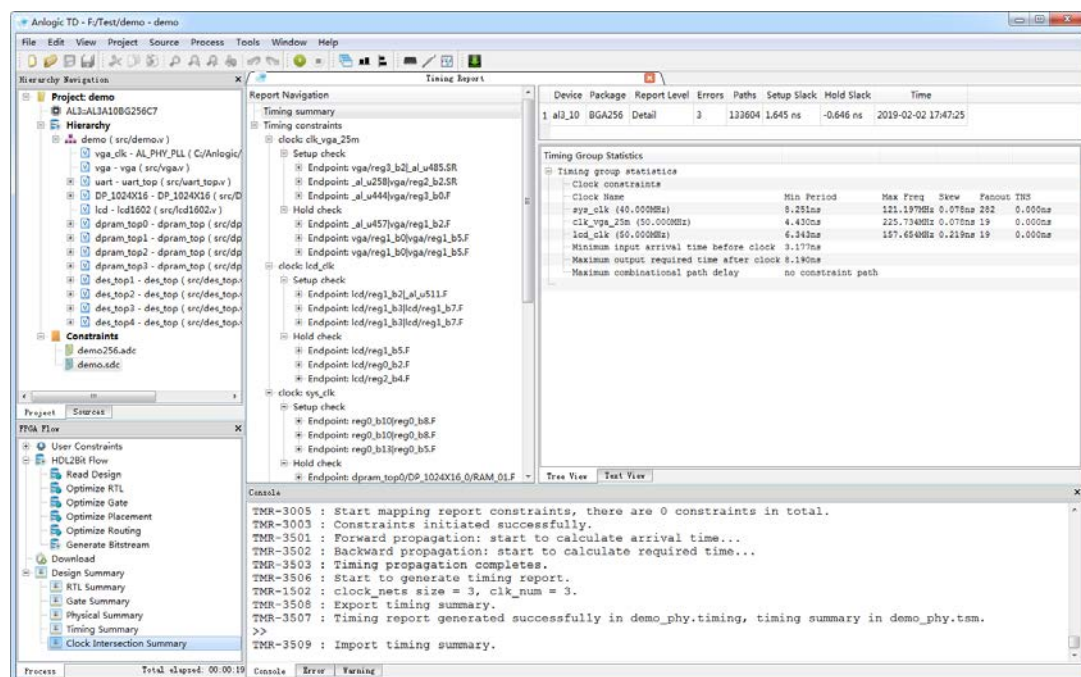 Anlogic TD - F:/Test/demo - demo
File Edit View Project Source Process Tools Window Help
Hierarchy Navigation
Project: demo
AL3::AL3A10BG256C7
Hierarchy
demo ( src/demo.v )
vga_clk - AL_PHY_PLL ( C:/Anlogic/
vga - vga ( src/vga.v )
uart - uart_top ( src/uart_top.v )
DP_1024X16 - DP_1024X16 ( src/D
lcd - lcd1602 ( src/lcd1602.v )
dpram_top0 - dpram_top ( src/dp
dpram_top1 - dpram_top ( src/dp
dpram_top2 - dpram_top ( src/dp
dpram_top3 - dpram_top ( src/dp
des_top1 - des_top ( src/des_top.v
des_top2 - des_top ( src/des_top.v
des_top3 - des_top ( src/des_top.v
des_top4 - des_top ( src/des_top.v
Constraints
demo256.adc
demo.sdc
Project Sources
FPGA Flow
User Constraints
HDL2Bit Flow
Read Design
Optimize RTL
Optimize Gate
Optimize Placement
Optimize Routing
Generate Bitstream
Download
Design Summary
RTL Summary
Gate Summary
Physical Summary
Timing Summary
Clock Intersection Summary
Process Total elapsed: 00:00:19
Timing Report
Report Navigation
Timing summary
Timing constraints
clock: clk_vga_25m
Setup check
Endpoint: vga/reg3_b2|_al_u485.SR
Endpoint: _al_u258|vga/reg2_b2.SR
Endpoint: _al_u444|vga/reg3_b0.F
Hold check
Endpoint: _al_u457|vga/reg1_b2.F
Endpoint: vga/reg1_b0|vga/reg1_b5.F
Endpoint: vga/reg1_b0|vga/reg1_b5.F
clock: lcd_clk
Setup check
Endpoint: lcd/reg1_b2|_al_u511.F
Endpoint: lcd/reg1_b3|lcd/reg1_b7.F
Endpoint: lcd/reg1_b3|lcd/reg1_b7.F
Hold check
Endpoint: lcd/reg1_b5.F
Endpoint: lcd/reg0_b2.F
Endpoint: lcd/reg2_b4.F
clock: sys_clk
Setup check
Endpoint: reg0_b10|reg0_b8.F
Endpoint: reg0_b10|reg0_b8.F
Endpoint: reg0_b13|reg0_b5.F
Hold check
Endpoint: dpram_top0/DP_1024X16_0/RAM_01.F
Device Package Report Level Errors Paths Setup Slack Hold Slack Time
1 al3_10 BGA256 Detail 3 133604 1.645 ns -0.646 ns 2019-02-02 17:47:25
Timing Group Statistics
Timing group statistics
Clock constraints
Clock Name Min Period Max Freq Skew Fanout TNS
sys_clk (40.000MHz) 8.251ns 121.197MHz 0.078ns 282 0.000ns
clk_vga_25m (50.000MHz) 4.430ns 225.734MHz 0.078ns 19 0.000ns
lcd_clk (50.000MHz) 6.343ns 157.654MHz 0.219ns 19 0.000ns
Minimum input arrival time before clock 3.177ns
Maximum output required time after clock 8.190ns
Maximum combinational path delay no constraint path
Tree View Text View
Console
TMR-3005 : Start mapping report constraints, there are 0 constraints in total.
TMR-3003 : Constraints initiated successfully.
TMR-3501 : Forward propagation: start to calculate arrival time...
TMR-3502 : Backward propagation: start to calculate required time...
TMR-3503 : Timing propagation completes.
TMR-3506 : Start to generate timing report.
TMR-1502 : clock_nets size = 3, clk_num = 3.
TMR-3508 : Export timing summary.
TMR-3507 : Timing report generated successfully in demo_phy.timing, timing summary in demo_phy.tsm.
>>
TMR-3509 : Import timing summary.
Console Error Warning